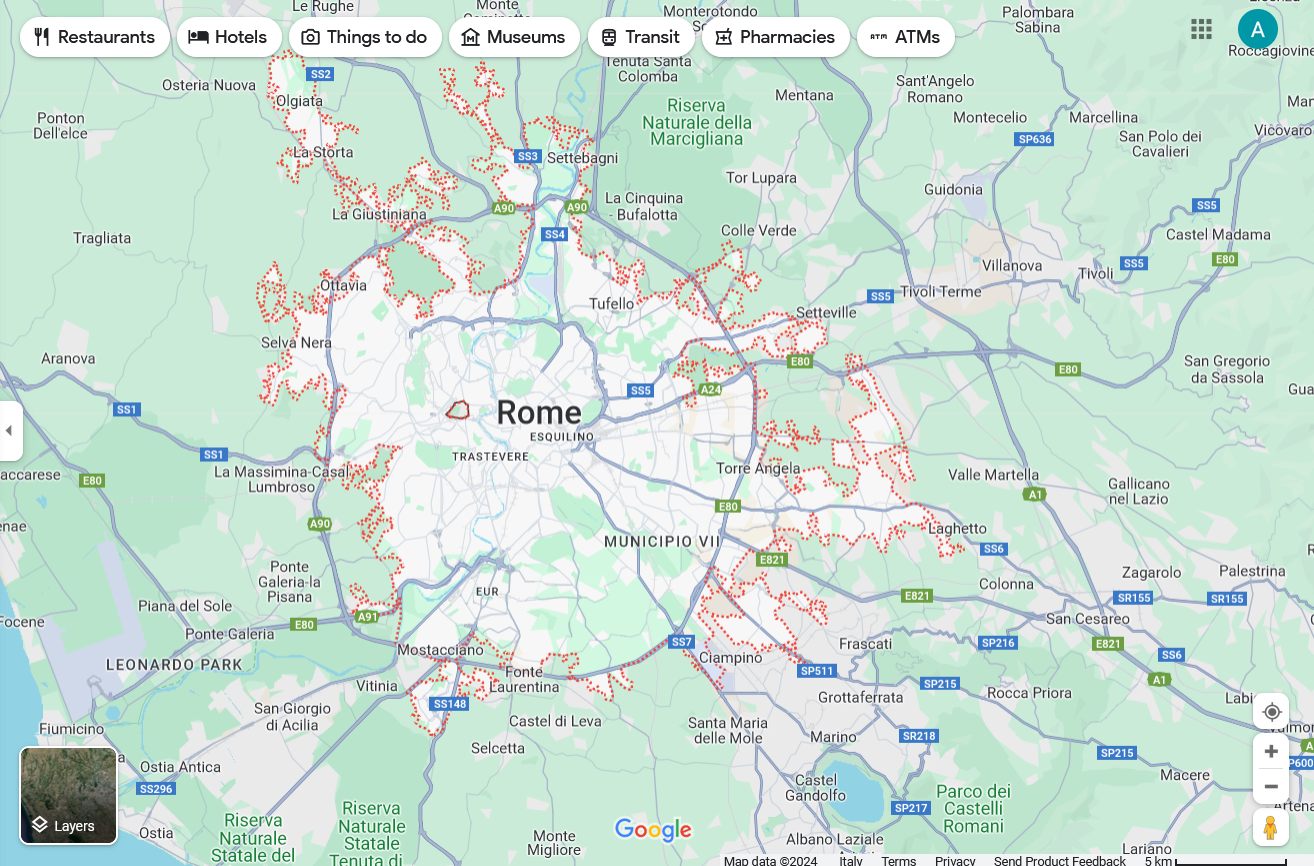 Le Rughe
Monte
Monterotondo
Palombara
Sabina
Restaurants
Hotels
Things to do
Museums
Transit
Pharmacies
ATM
ATMs
A
Roccagiovine
Tenuta Santa
Colomba
SS2
Osteria Nuova
Olgiata
Sant'Angelo
Romano
Mentana
Riserva
Naturale della
Marcigliana
Ponton
Dell'elce
Montecelio
Marcellina
SP636
San Polo dei
Cavalieri
Vicovaro
La Storta
SS3
Settebagni
Tor Lupara
Guidonia
La Cinquina
- Bufalotta
A90
A90
La Giustiniana
SS5
SS4
Colle Verde
Tragliata
Castel Madama
E80
SS5
Villanova
Tivoli
Ottavia
Tufello
SS5
Tivoli Terme
Setteville
Selva Nera
Aranova
E80
E80
San Gregorio
da Sassola
SS5
A24
SS1
Rome
ESQUILINO
TRASTEVERE
SS1
La Massimina-Casal
Lumbroso
Torre Angela
Valle Martella
E80
Gallicano
nel Lazio
A1
E80
A90
Laghetto
MUNICIPIO VII
SS6
E821
Ponte
Galeria-la
Pisana
EUR
Colonna
Zagarolo
Palestrina
E821
SR155
SR155
Piana del Sole
A91
E80
San Cesareo
Ponte Galeria
SS7
Frascati
SP216
E821
SS6
Mostacciano
LEONARDO PARK
Ciampino
SP511
Fonte
Laurentina
Vitinia
SP215
A1
Rocca Priora
Grottaferrata
SS148
San Giorgio
di Acilia
Castel di Leva
Santa Maria
delle Mole
Fiumicino
Marino
SR218
Selcetta
SP215
SP600
Ostia Antica
Macere
SS296
Castel
Gandolfo
Parco dei
Castelli
Romani
SP217
Layers
Ostia
Riserva
Naturale
Statale del
Riserva
Naturale
Statale
Tenuta di
Google
Monte
Migliore
Albano Laziale
Lariano
Map data ©2024 Italy Terms Privacy Send Product Feedback 5 km